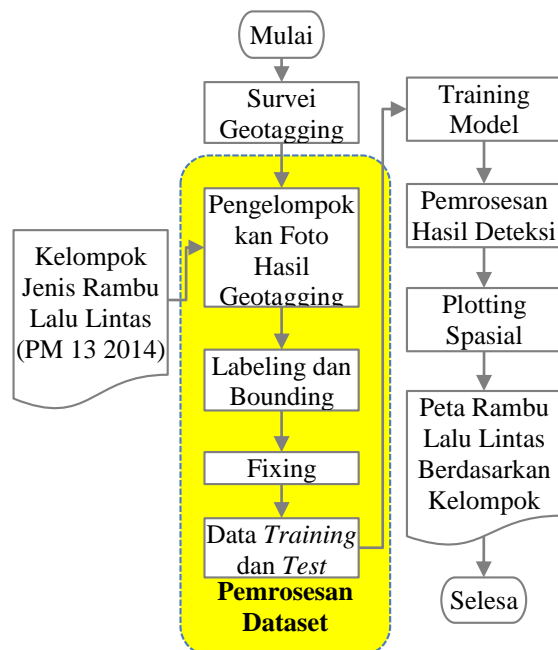 Mulai
Survei
Geotagging
Pengelompok
kan Foto
Hasil
Geotagging
Kelompok
Jenis Rambu
Lalu Lintas
(PM 13 2014)
Labeling dan
Bounding
Fixing
Data Training
dan Test
Pemrosesan
Dataset
Training
Model
Pemrosesan
Hasil Deteksi
Plotting
Spasial
Peta Rambu
Lalu Lintas
Berdasarkan
Kelompok
Selesa